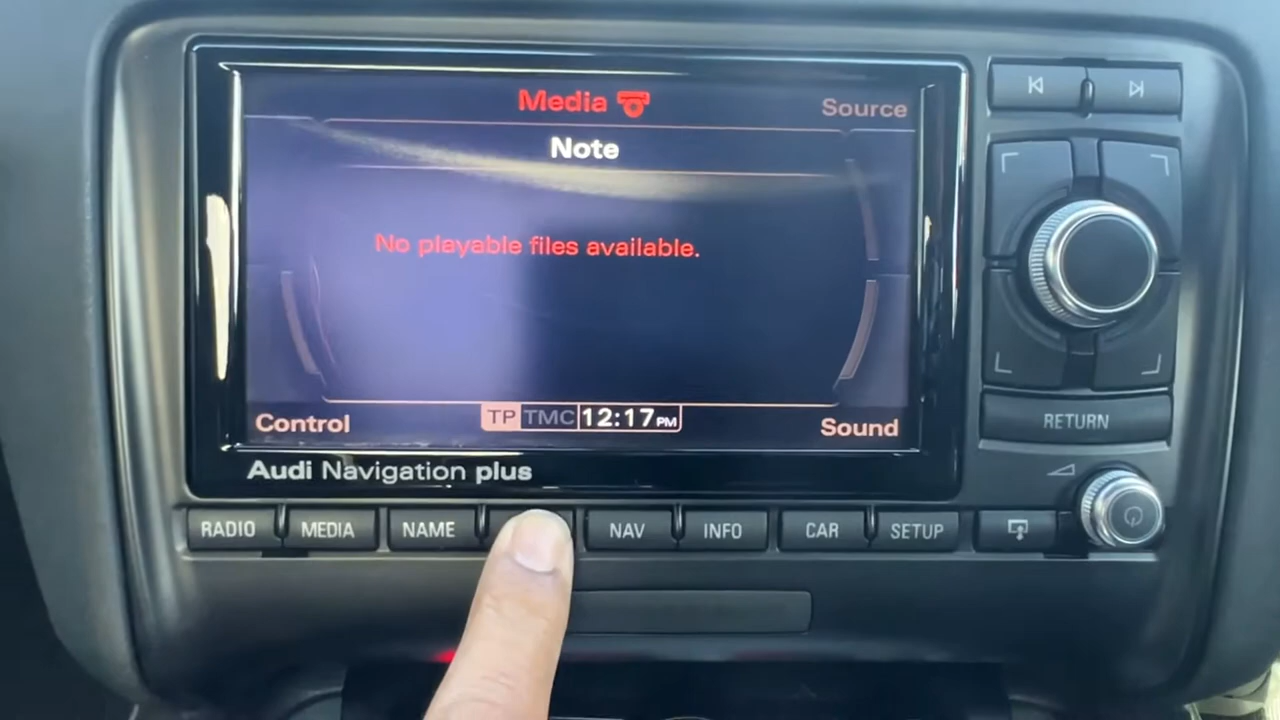 Media
Source
Note
No playable files available.
Control
TP TMC 12:17 PM
Sound
Audi Navigation plus
RETURN
RADIO MEDIA NAME NAV INFO CAR SETUP